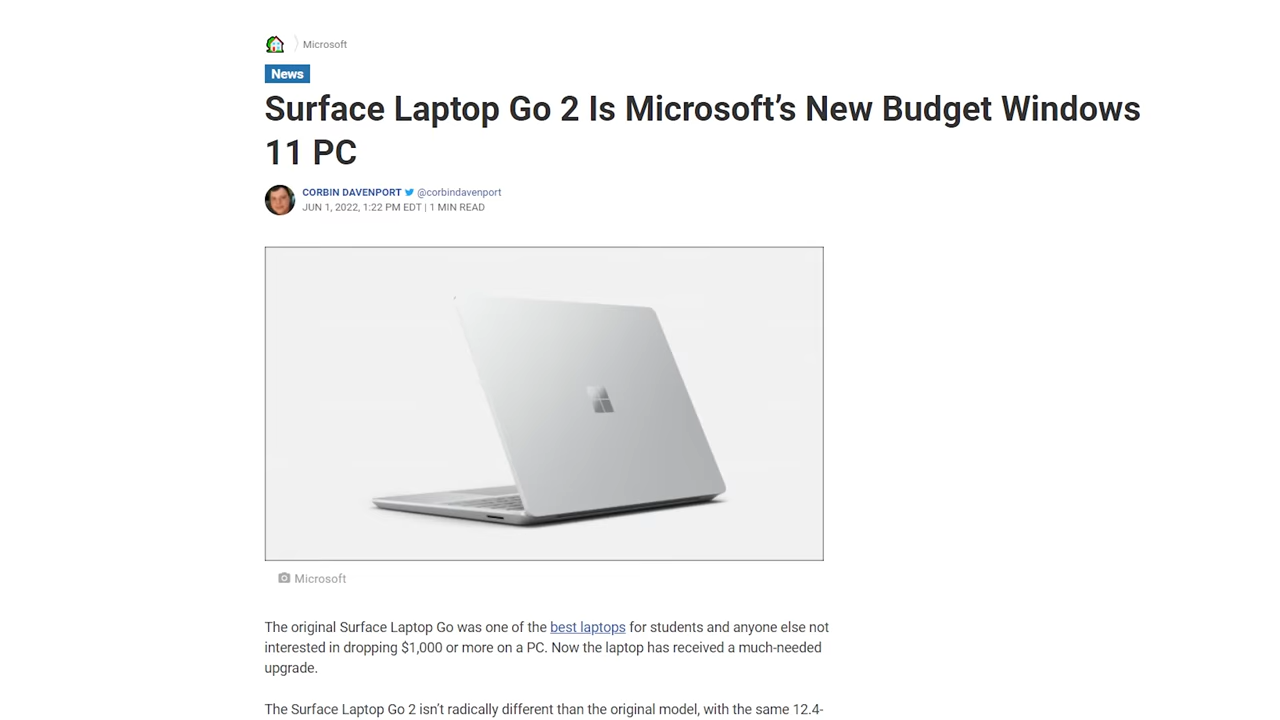 Microsoft
News
Surface Laptop Go 2 Is Microsoft’s New Budget Windows
11 PC
CORBIN DAVENPORT @corbindavenport
JUN 1, 2022, 1:22 PM EDT | 1 MIN READ
Microsoft
The original Surface Laptop Go was one of the best laptops for students and anyone else not
interested in dropping $1,000 or more on a PC. Now the laptop has received a much-needed
upgrade.
The Surface Laptop Go 2 isn’t radically different than the original model, with the same 12.4-